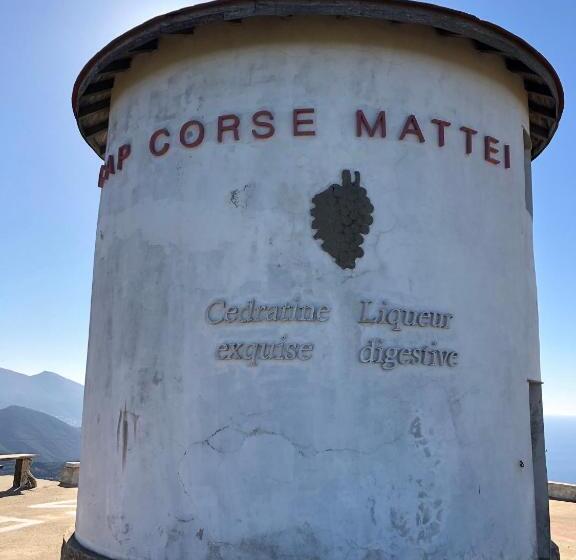 CAP CORSE MATTEI
Cedratine Liqueur
exquise digestive